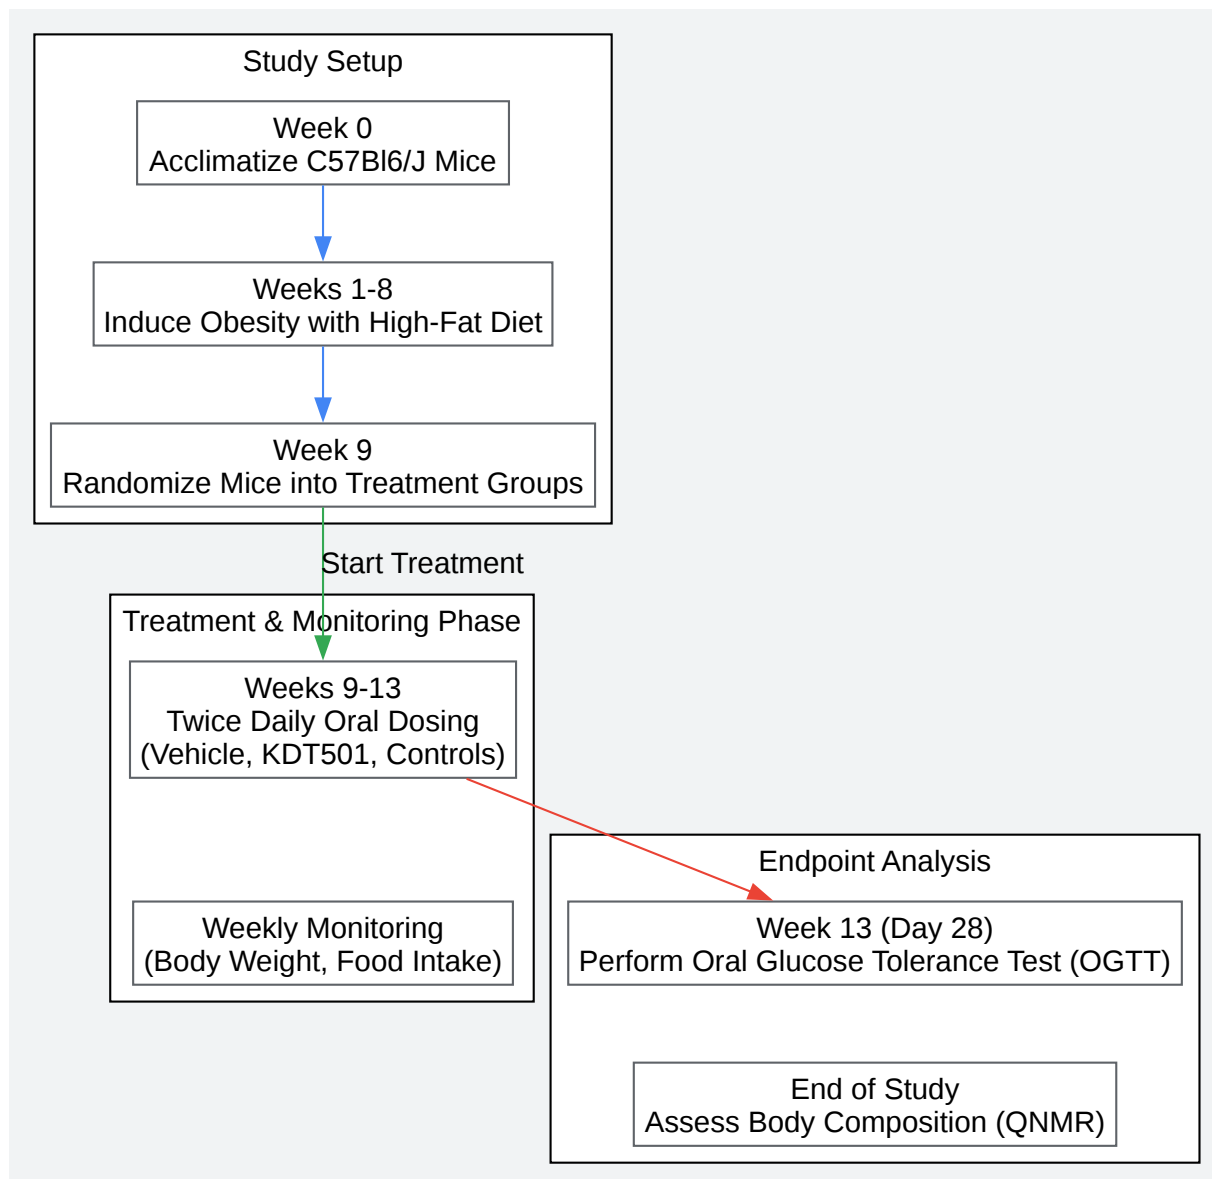 Study Setup
Week 0
Acclimatize C57Bl6/J Mice
Weeks 1-8
Induce Obesity with High-Fat Diet
Week 9
Randomize Mice into Treatment Groups
Start Treatment
Treatment & Monitoring Phase
Weeks 9-13
Twice Daily Oral Dosing
(Vehicle, KDT501, Controls)
Weekly Monitoring
(Body Weight, Food Intake)
Endpoint Analysis
Week 13 (Day 28)
Perform Oral Glucose Tolerance Test (OGTT)
End of Study
Assess Body Composition (QNMR)